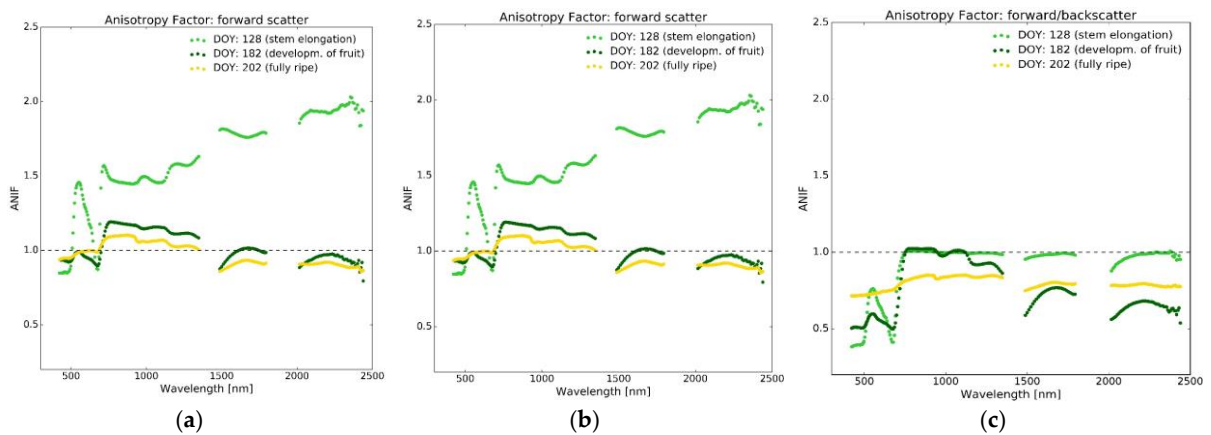 Anisotropy Factor: forward scatter
2.5
DOY: 128 (stem elongation)
DOY: 182 (developm. of fruit)
DOY: 202 (fully ripe)
2.0
1.5
1.0
0.5
ANIF
500 1000 1500 2000 2500
Wavelength [nm]
(a)
Anisotropy Factor: forward scatter
2.5
DOY: 128 (stem elongation)
DOY: 182 (developm. of fruit)
DOY: 202 (fully ripe)
2.0
1.5
1.0
0.5
ANIF
500 1000 1500 2000 2500
Wavelength [nm]
(b)
Anisotropy Factor: forward/backscatter
2.5
DOY: 128 (stem elongation)
DOY: 182 (developm. of fruit)
DOY: 202 (fully ripe)
2.0
1.5
1.0
0.5
ANIF
500 1000 1500 2000 2500
Wavelength [nm]
(c)